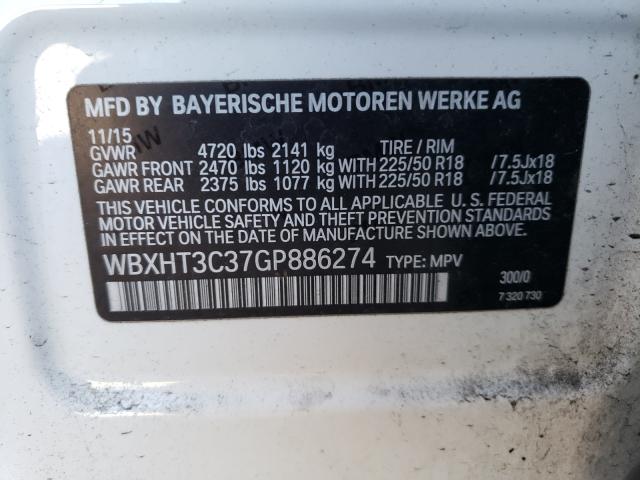 MFD BY BAYERISCHE MOTOREN WERKE AG
11/15
GVWR 4720 lbs 2141 kg TIRE / RIM
GAWR FRONT 2470 lbs 1120 kg WITH 225/50 R18 /7.5Jx18
GAWR REAR 2375 lbs 1077 kg WITH 225/50 R18 /7.5Jx18
THIS VEHICLE CONFORMS TO ALL APPLICABLE U. S. FEDERAL
MOTOR VEHICLE SAFETY AND THEFT PREVENTION STANDARDS
IN EFFECT ON THE DATE OF MANUFACTURE SHOWN ABOVE.
WBXHT3C37GP886274 TYPE: MPV 300/0
7 320 730